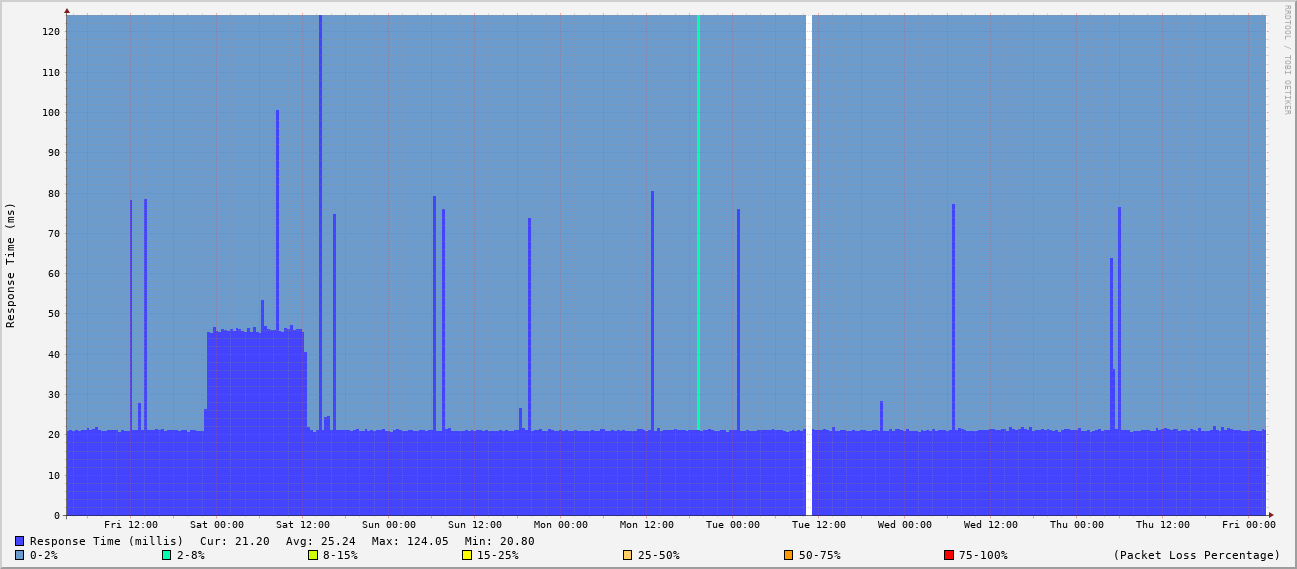 RRDTOOL / TOBI OETIKER
Response Time (ms)
120
110
100
90
80
70
60
50
40
30
20
10
0
Fri 12:00 Sat 00:00 Sat 12:00 Sun 00:00 Sun 12:00 Mon 00:00 Mon 12:00 Tue 00:00 Tue 12:00 Wed 00:00 Wed 12:00 Thu 00:00 Thu 12:00 Fri 00:00
Response Time (millis) Cur: 21.20 Avg: 25.24 Max: 124.05 Min: 20.80
0-2% 2-8% 8-15% 15-25% 25-50% 50-75% 75-100% (Packet Loss Percentage)